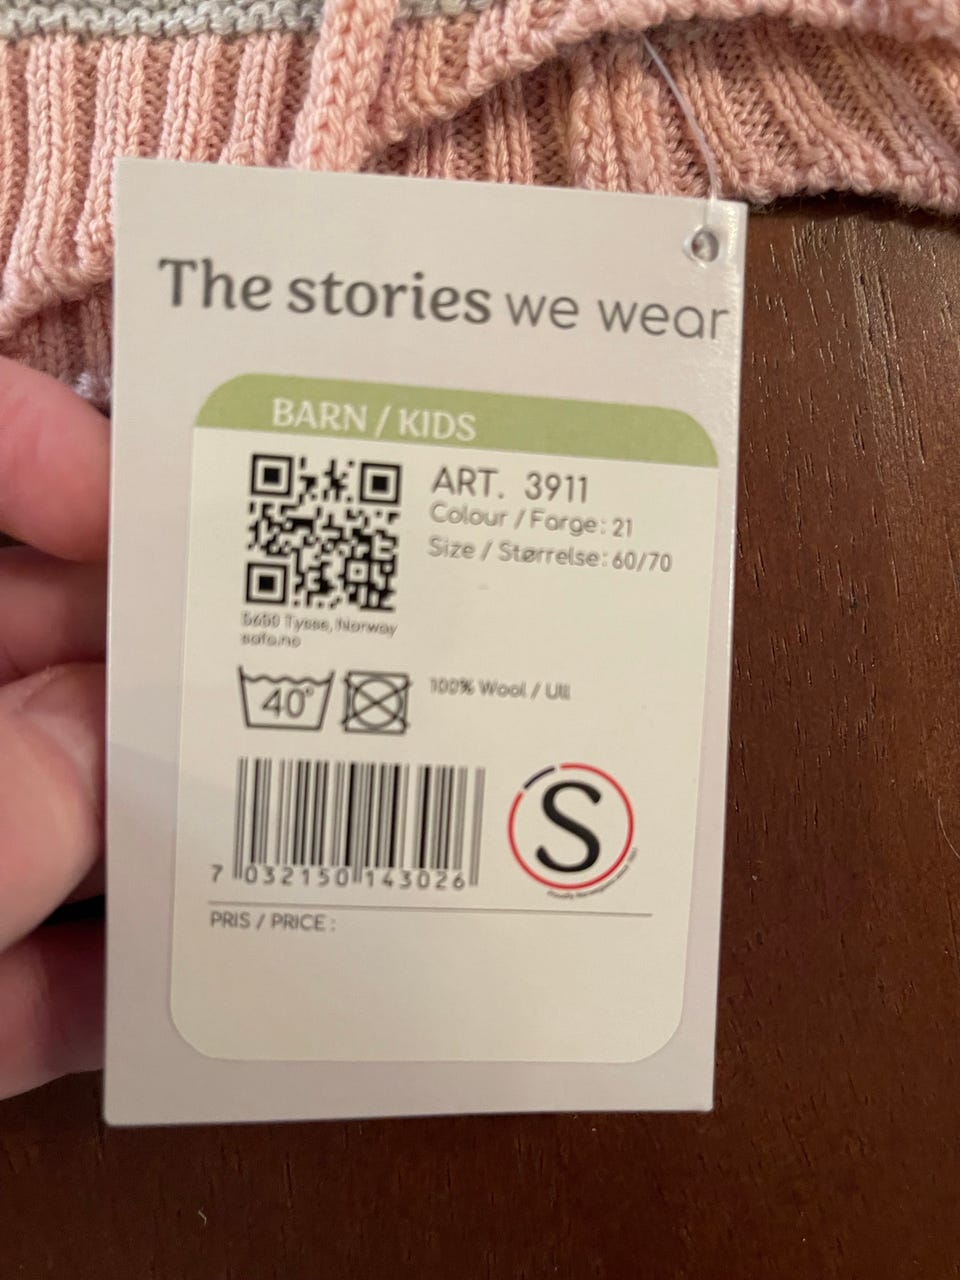 The stories we wear
BARN / KIDS
ART. 3911
Colour / Farge: 21
Size / Størrelse: 60/70
5650 Tysse, Norway
safa.no
40°
100% Wool / Ull
S
7 032150 143026
PRIS / PRICE :